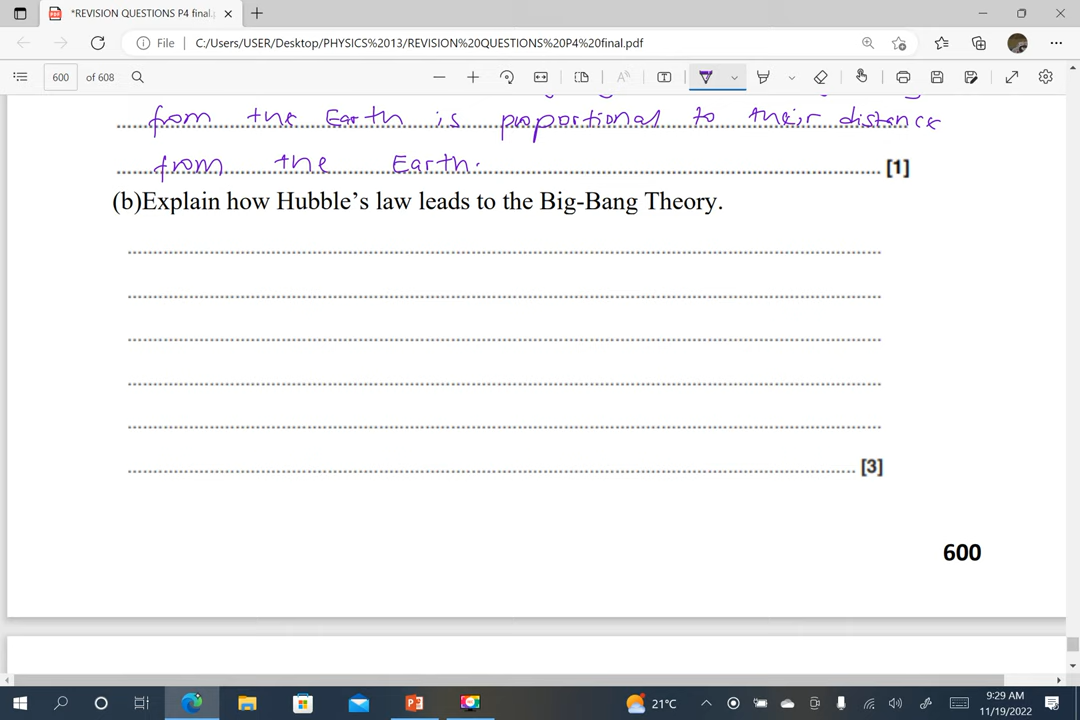 *REVISION QUESTIONS P4 final.p
File C:/Users/USER/Desktop/PHYSICS%2013/REVISION%20QUESTIONS%20P4%20final.pdf
600 of 608
from the Earth is proportional to their distance
from the Earth. [1]
(b)Explain how Hubble’s law leads to the Big-Bang Theory.
[3]
600
21°C
9:29 AM
11/19/2022